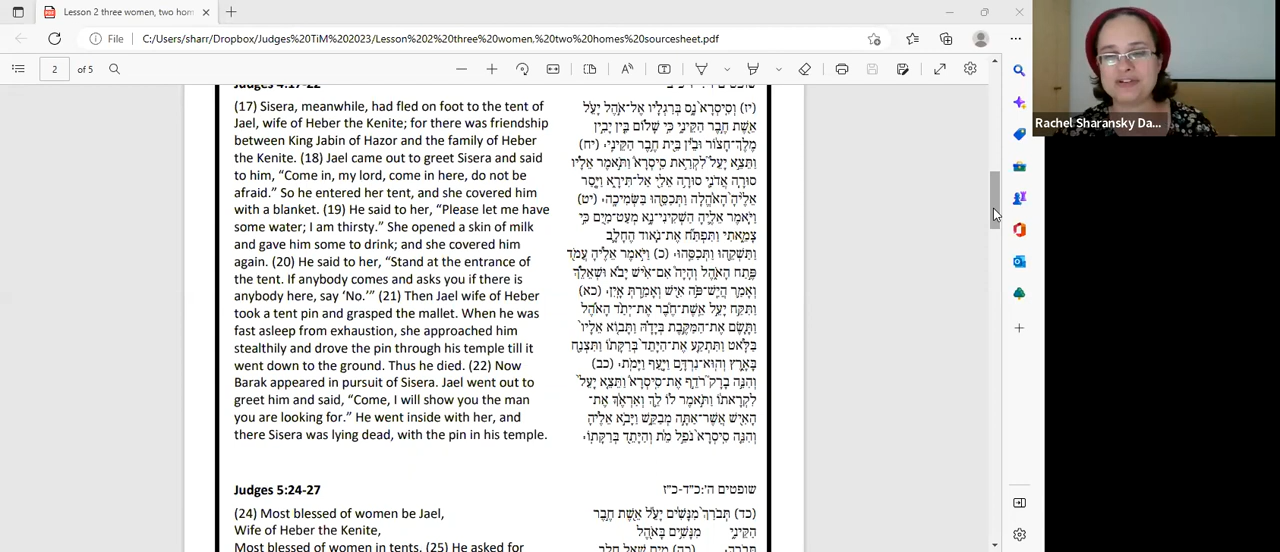 Lesson 2 three women, two hom
File
C:/Users/sharr/Dropbox/Judges%20TiM%202023/Lesson%202%20three%20women.%20two%20homes%20sourcesheet.pdf
2 of 5
Rachel Sharansky Da...
Judges 4:17-22
(17) Sisera, meanwhile, had fled on foot to the tent of
Jael, wife of Heber the Kenite; for there was friendship
between King Jabin of Hazor and the family of Heber
the Kenite. (18) Jael came out to greet Sisera and said
to him, “Come in, my lord, come in here, do not be
afraid.” So he entered her tent, and she covered him
with a blanket. (19) He said to her, “Please let me have
some water; I am thirsty.” She opened a skin of milk
and gave him some to drink; and she covered him
again. (20) He said to her, “Stand at the entrance of
the tent. If anybody comes and asks you if there is
anybody here, say ‘No.’” (21) Then Jael wife of Heber
took a tent pin and grasped the mallet. When he was
fast asleep from exhaustion, she approached him
stealthily and drove the pin through his temple till it
went down to the ground. Thus he died. (22) Now
Barak appeared in pursuit of Sisera. Jael went out to
greet him and said, “Come, I will show you the man
you are looking for.” He went inside with her, and
there Sisera was lying dead, with the pin in his temple.
(יז) וְסִֽיסְרָא֙ נָ֣ס בְּרַגְלָ֔יו אֶל־אֹ֣הֶל יָעֵ֔ל
אֵ֖שֶׁת חֶ֣בֶר הַקֵּינִ֑י כִּ֣י שָׁל֗וֹם בֵּ֚ין יָבִ֣ין
מֶֽלֶךְ־חָצ֔וֹר וּבֵ֕ין בֵּ֖ית חֶ֥בֶר הַקֵּינִֽי׃ (יח)
וַתֵּצֵ֣א יָעֵל֮ לִקְרַ֣את סִֽיסְרָא֒ וַתֹּ֣אמֶר אֵלָ֗יו
סוּרָ֧ה אֲדֹנִ֛י סוּרָ֥ה אֵלַ֖י אַל־תִּירָ֑א וַיָּ֤סַר
אֵלֶ֙יהָ֙ הָאֹ֔הֱלָה וַתְּכַסֵּ֖הוּ בַּשְּׂמִיכָֽה׃ (יט)
וַיֹּ֧אמֶר אֵלֶ֛יהָ הַשְׁקִֽינִי־נָ֥א מְעַט־מַ֖יִם כִּ֣י
צָמֵ֑אתִי וַתִּפְתַּ֞ח אֶת־נֹ֧אוד הֶחָלָ֛ב
וַתַּשְׁקֵ֖הוּ וַתְּכַסֵּֽהוּ׃ (כ) וַיֹּ֣אמֶר אֵלֶ֔יהָ עֲמֹ֖ד
פֶּ֣תַח הָאֹ֑הֶל וְהָיָה֩ אִם־אִ֨ישׁ יָב֜וֹא וּשְׁאֵלֵ֗ךְ
וְאָמַ֛ר הֲיֵֽשׁ־פֹּ֥ה אִ֖ישׁ וְאָמַ֥רְתְּ אָֽיִן׃ (כא)
וַתִּקַּ֣ח יָעֵ֣ל אֵֽשֶׁת־חֶ֠בֶר אֶת־יְתַ֨ד הָאֹ֜הֶל
וַתָּ֧שֶׂם אֶת־הַמַּקֶּ֣בֶת בְּיָדָ֗הּ וַתָּב֤וֹא אֵלָיו֙
בַּלָּ֔אט וַתִּתְקַ֤ע אֶת־הַיָּתֵד֙ בְּרַקָּת֔וֹ וַתִּצְנַ֖ח
בָּאָ֑רֶץ וְהֽוּא־נִרְדָּ֥ם וַיָּ֖עַף וַיָּמֹֽת׃ (כב)
וְהִנֵּ֣ה בָרָק֮ רֹדֵ֣ף אֶת־סִֽיסְרָא֒ וַתֵּצֵ֤א יָעֵל֙
לִקְרָאת֔וֹ וַתֹּ֣אמֶר ל֔וֹ לֵ֣ךְ וְאַרְאֶ֔ךָּ אֶת־
הָאִ֖ישׁ אֲשֶׁר־אַתָּ֣ה מְבַקֵּ֑שׁ וַיָּבֹ֣א אֵלֶ֔יהָ
וְהִנֵּ֤ה סִֽיסְרָא֙ נֹפֵ֣ל מֵ֔ת וְהַיָּתֵ֖ד בְּרַקָּתֽוֹ׃
Judges 5:24-27
שופטים ה׳:כ״ד-כ״ז
(24) Most blessed of women be Jael,
Wife of Heber the Kenite,
Most blessed of women in tents. (25) He asked for
(כד) תְּבֹרַךְ֙ מִנָּשִׁ֔ים יָעֵ֕ל אֵ֖שֶׁת חֶ֣בֶר
הַקֵּינִ֑י מִנָּשִׁ֥ים בָּאֹ֖הֶל
תְּבֹרָֽךְ׃ (כה) מַ֥יִם שָׁאַ֖ל חָלָ֣ב